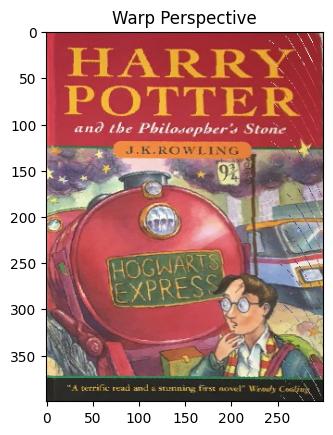 Warp Perspective
HARRY
POTTER
and the Philosopher's Stone
J.K.ROWLING
9¾
HOGWARTS
EXPRESS
"A terrific read and a stunning first novel" Wendy Cooling
0
50
100
150
200
250
300
350
0
50
100
150
200
250